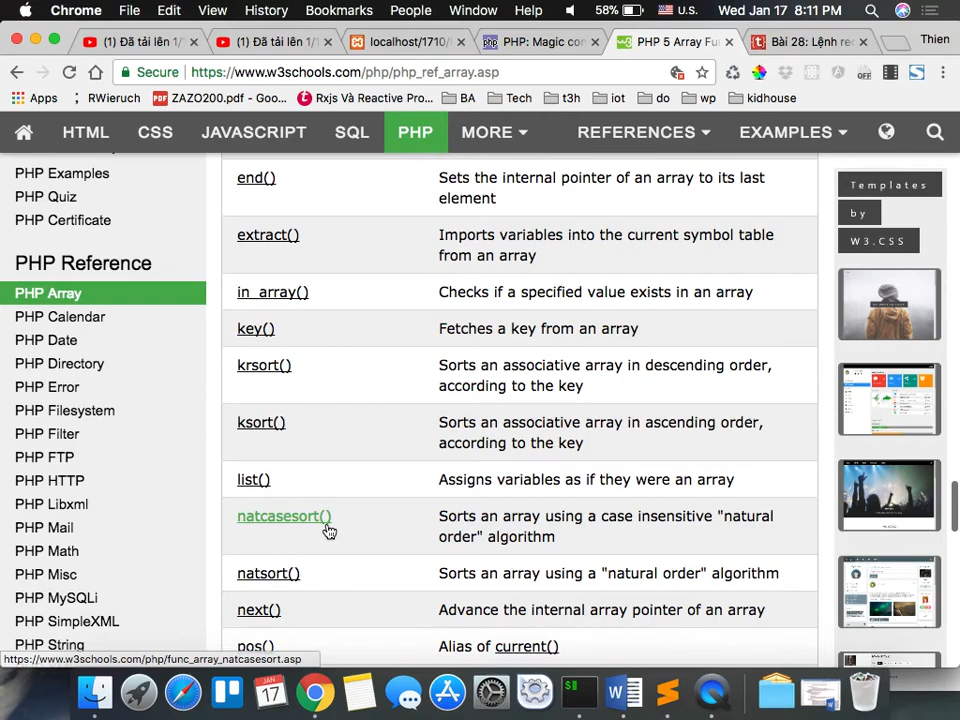 Chrome File Edit View History Bookmarks People Window Help 58% U.S. Wed Jan 17 8:11 PM
(1) Đã tải lên 1/1 (1) Đã tải lên 1/1 localhost/1710/ PHP: Magic con PHP 5 Array Fu Bài 28: Lệnh re Thien
Secure https://www.w3schools.com/php/php_ref_array.asp
Apps RWieruch ZAZO200.pdf - Goo... Rxjs Và Reactive Pro... BA Tech t3h iot do wp kidhouse
HTML CSS JAVASCRIPT SQL PHP MORE REFERENCES EXAMPLES
PHP Examples
PHP Quiz
PHP Certificate
PHP Reference
PHP Array
PHP Calendar
PHP Date
PHP Directory
PHP Error
PHP Filesystem
PHP Filter
PHP FTP
PHP HTTP
PHP Libxml
PHP Mail
PHP Math
PHP Misc
PHP MySQLi
PHP SimpleXML
PHP String
end() Sets the internal pointer of an array to its last
element
extract() Imports variables into the current symbol table
from an array
in_array() Checks if a specified value exists in an array
key() Fetches a key from an array
krsort() Sorts an associative array in descending order,
according to the key
ksort() Sorts an associative array in ascending order,
according to the key
list() Assigns variables as if they were an array
natcasesort() Sorts an array using a case insensitive "natural
order" algorithm
natsort() Sorts an array using a "natural order" algorithm
next() Advance the internal array pointer of an array
pos() Alias of current()
Templates
by
W3.CSS
https://www.w3schools.com/php/func_array_natcasesort.asp
JAN
17